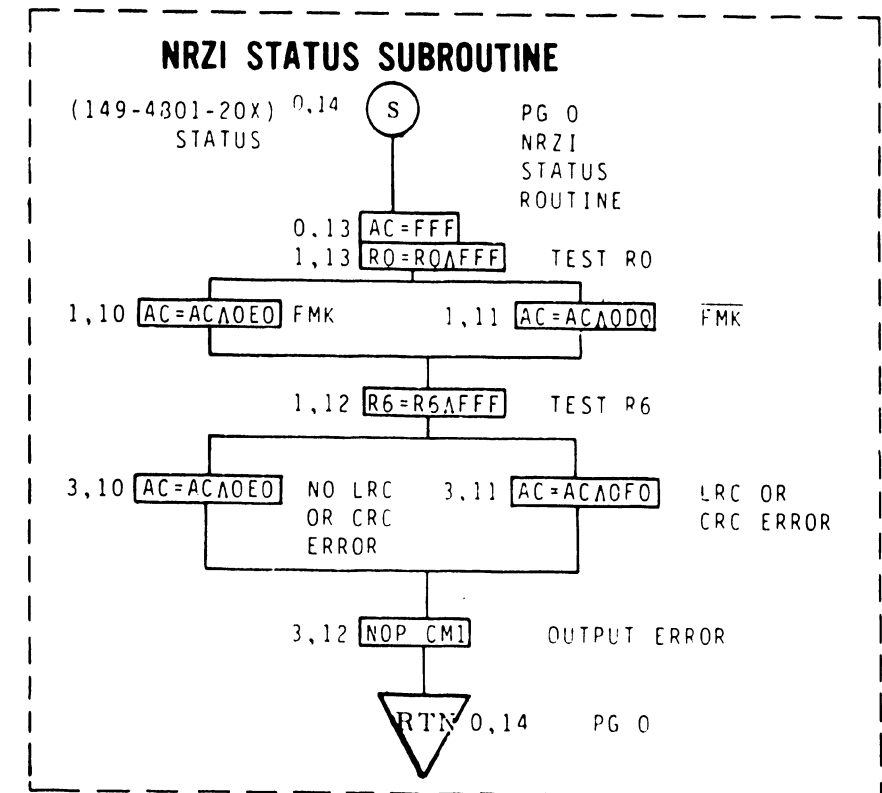 NRZI STATUS SUBROUTINE
(149-4801-20X) 0,14 S PG 0
STATUS NRZI
STATUS
ROUTINE
0,13 AC=FFF
1,13 R0=R0ΛFFF TEST R0
1,10 AC=ACΛ0E0 FMK 1,11 AC=ACΛ0D0 FMK
1,12 R6=R6ΛFFF TEST R6
3,10 AC=ACΛ0E0 NO LRC 3,11 AC=ACΛ0F0 LRC OR
OR CRC CRC ERROR
ERROR
3,12 NOP CM1 OUTPUT ERROR
RTN 0,14 PG 0